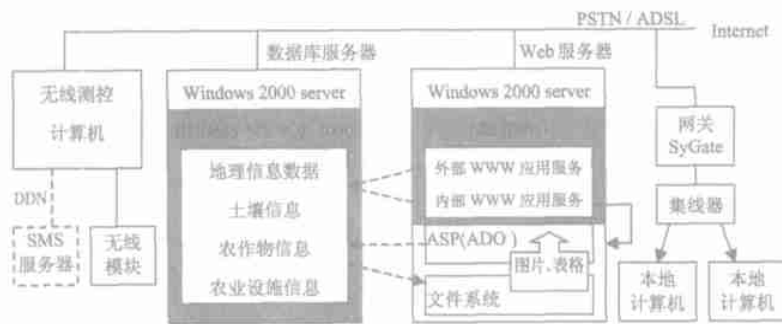 PSTN / ADSL
Internet
数据库服务器
Web 服务器
无线测控
计算机
Windows 2000 server
Windows 2000 server
网关
SyGate
地理信息数据
土壤信息
农作物信息
农业设施信息
外部 WWW 应用服务
内部 WWW 应用服务
DDN
集线器
SMS
服务器
无线
模块
ASP(ADO )
图片、表格
文件系统
本地
计算机
本地
计算机